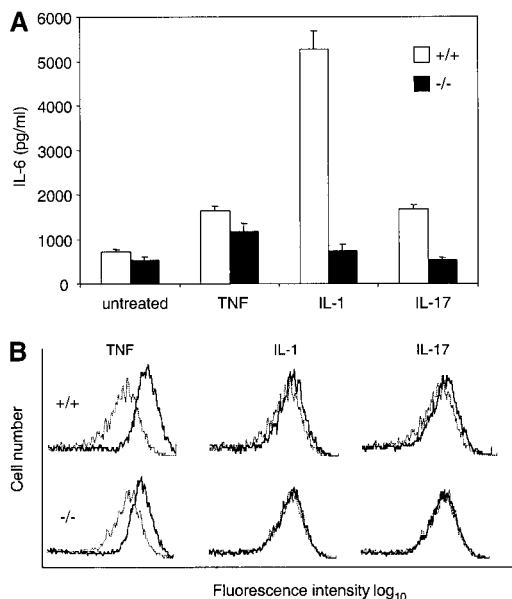 A
6000
5000
4000
3000
2000
1000
0
IL-6 (pg/ml)
+/+
-/-
untreated TNF IL-1 IL-17
B
TNF IL-1 IL-17
+/+
-/-
Cell number
Fluorescence intensity log10